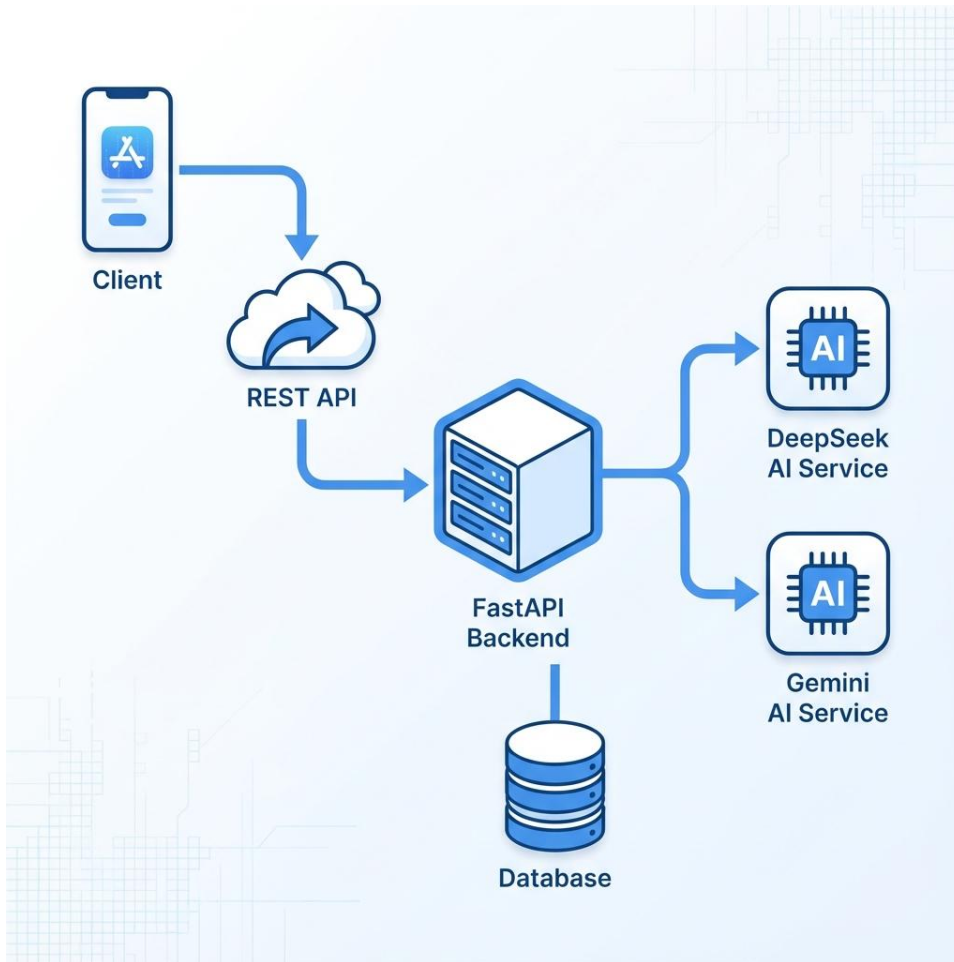 Client
REST API
FastAPI
Backend
AI
DeepSeek
AI Service
AI
Gemini
AI Service
Database